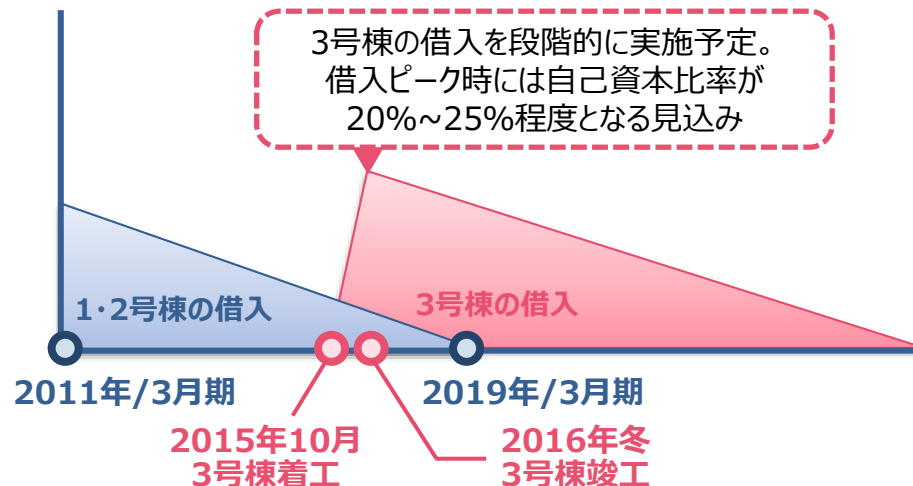 3号棟の借入を段階的に実施予定。
借入ピーク時には自己資本比率が
20%~25%程度となる見込み
1・2号棟の借入
3号棟の借入
2011年/3月期
2019年/3月期
2015年10月
3号棟着工
2016年冬
3号棟竣工